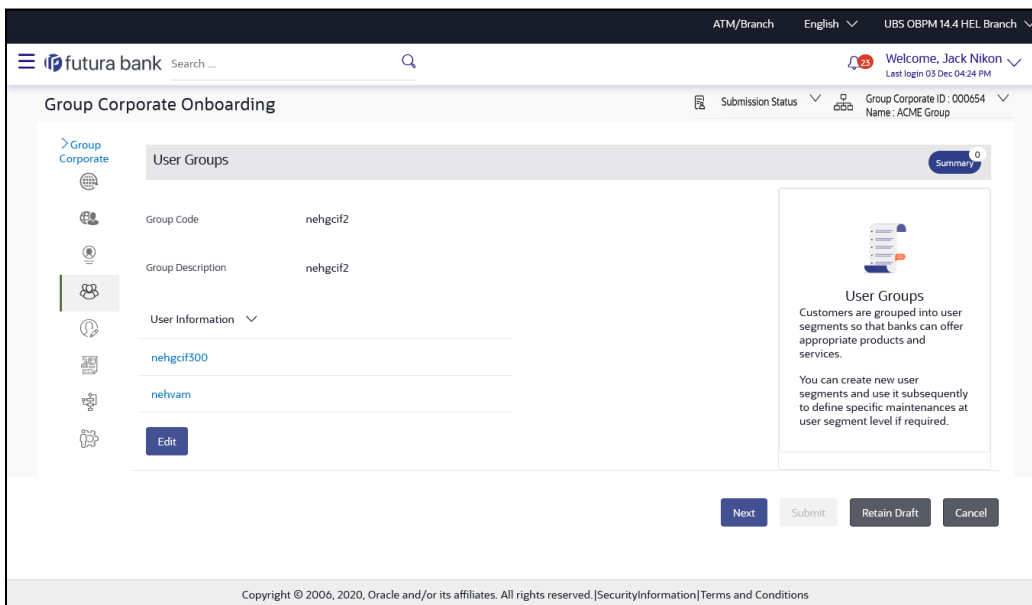 ATM/Branch English UBS OBPM 14.4 HEL Branch
futura bank Search ... 23 Welcome, Jack Nikon
Last login 03 Dec 04:24 PM
Group Corporate Onboarding Submission Status Group Corporate ID : 000654
Name : ACME Group
Group
Corporate
User Groups Summary 0
Group Code nehgcif2
Group Description nehgcif2
User Information
nehgcif300
nehvam
Edit
User Groups
Customers are grouped into user
segments so that banks can offer
appropriate products and
services.
You can create new user
segments and use it subsequently
to define specific maintenances at
user segment level if required.
Next Submit Retain Draft Cancel
Copyright © 2006, 2020, Oracle and/or its affiliates. All rights reserved.|SecurityInformation|Terms and Conditions